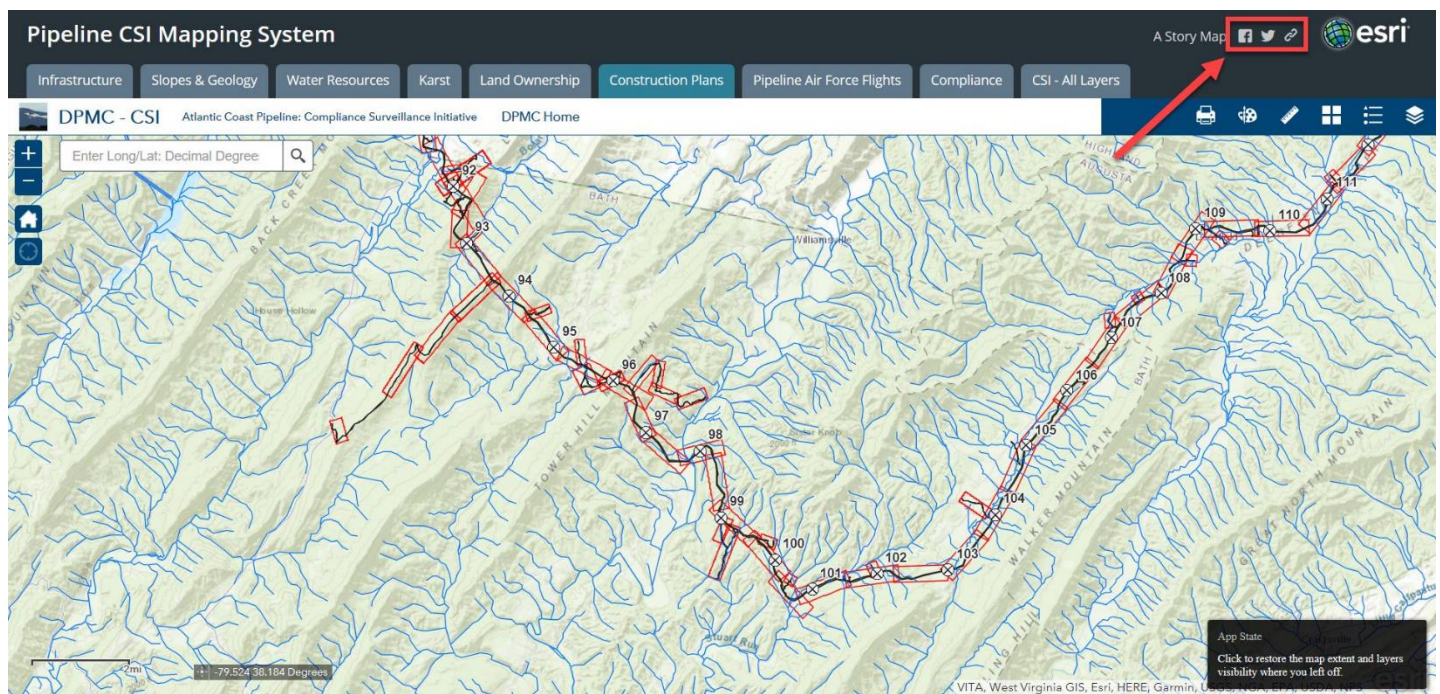 Pipeline CSI Mapping System
A Story Map
esri
Infrastructure
Slopes & Geology
Water Resources
Karst
Land Ownership
Construction Plans
Pipeline Air Force Flights
Compliance
CSI - All Layers
DPMC - CSI
Atlantic Coast Pipeline: Compliance Surveillance Initiative
DPMC Home
+
Enter Long/Lat: Decimal Degree
−
92
HIGHLAND
AUGUSTA
111
BATH
BACK CREEK
109
110
93
Williamsville
MOUNTAIN
94
108
House Hollow
107
95
96
106
BATH
97
105
98
TOWER HILL MOUNTAIN
104
99
WALKER MOUNTAIN
GREAT NORTH MOUNTAIN
100
102
103
101
Stuart Run
App State
Click to restore the map extent and layers
visibility where you left off.
2mi
-79.524 38.184 Degrees
VITA, West Virginia GIS, Esri, HERE, Garmin,